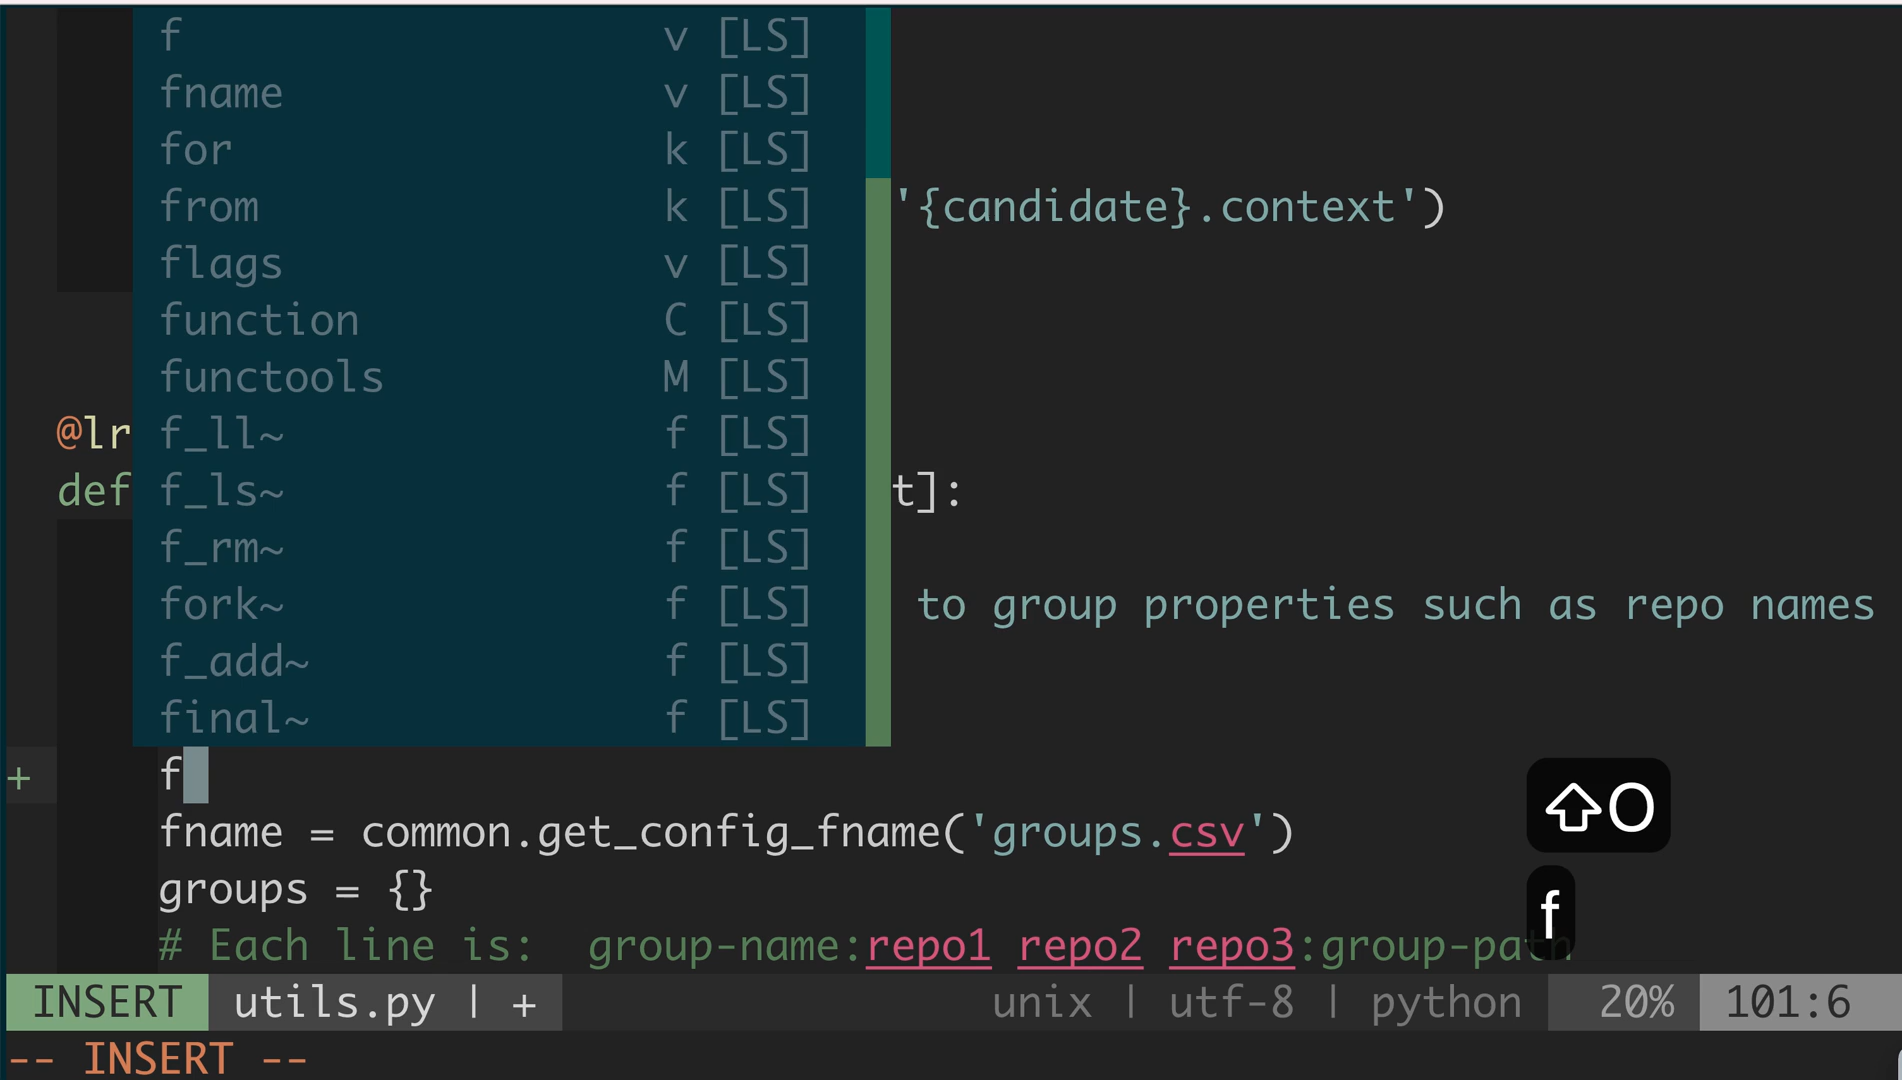 f v [LS]
fname v [LS]
for k [LS]
from k [LS] '{candidate}.context')
flags v [LS]
function C [LS]
functools M [LS]
@lr f_ll~ f [LS]
def f_ls~ f [LS] t]:
f_rm~ f [LS]
fork~ f [LS] to group properties such as repo names
f_add~ f [LS]
final~ f [LS]
+ f
⇧O
fname = common.get_config_fname('groups.csv')
groups = {}
f
# Each line is:  group-name:repo1 repo2 repo3:group-path
INSERT utils.py | + unix | utf-8 | python 20% 101:6
-- INSERT --